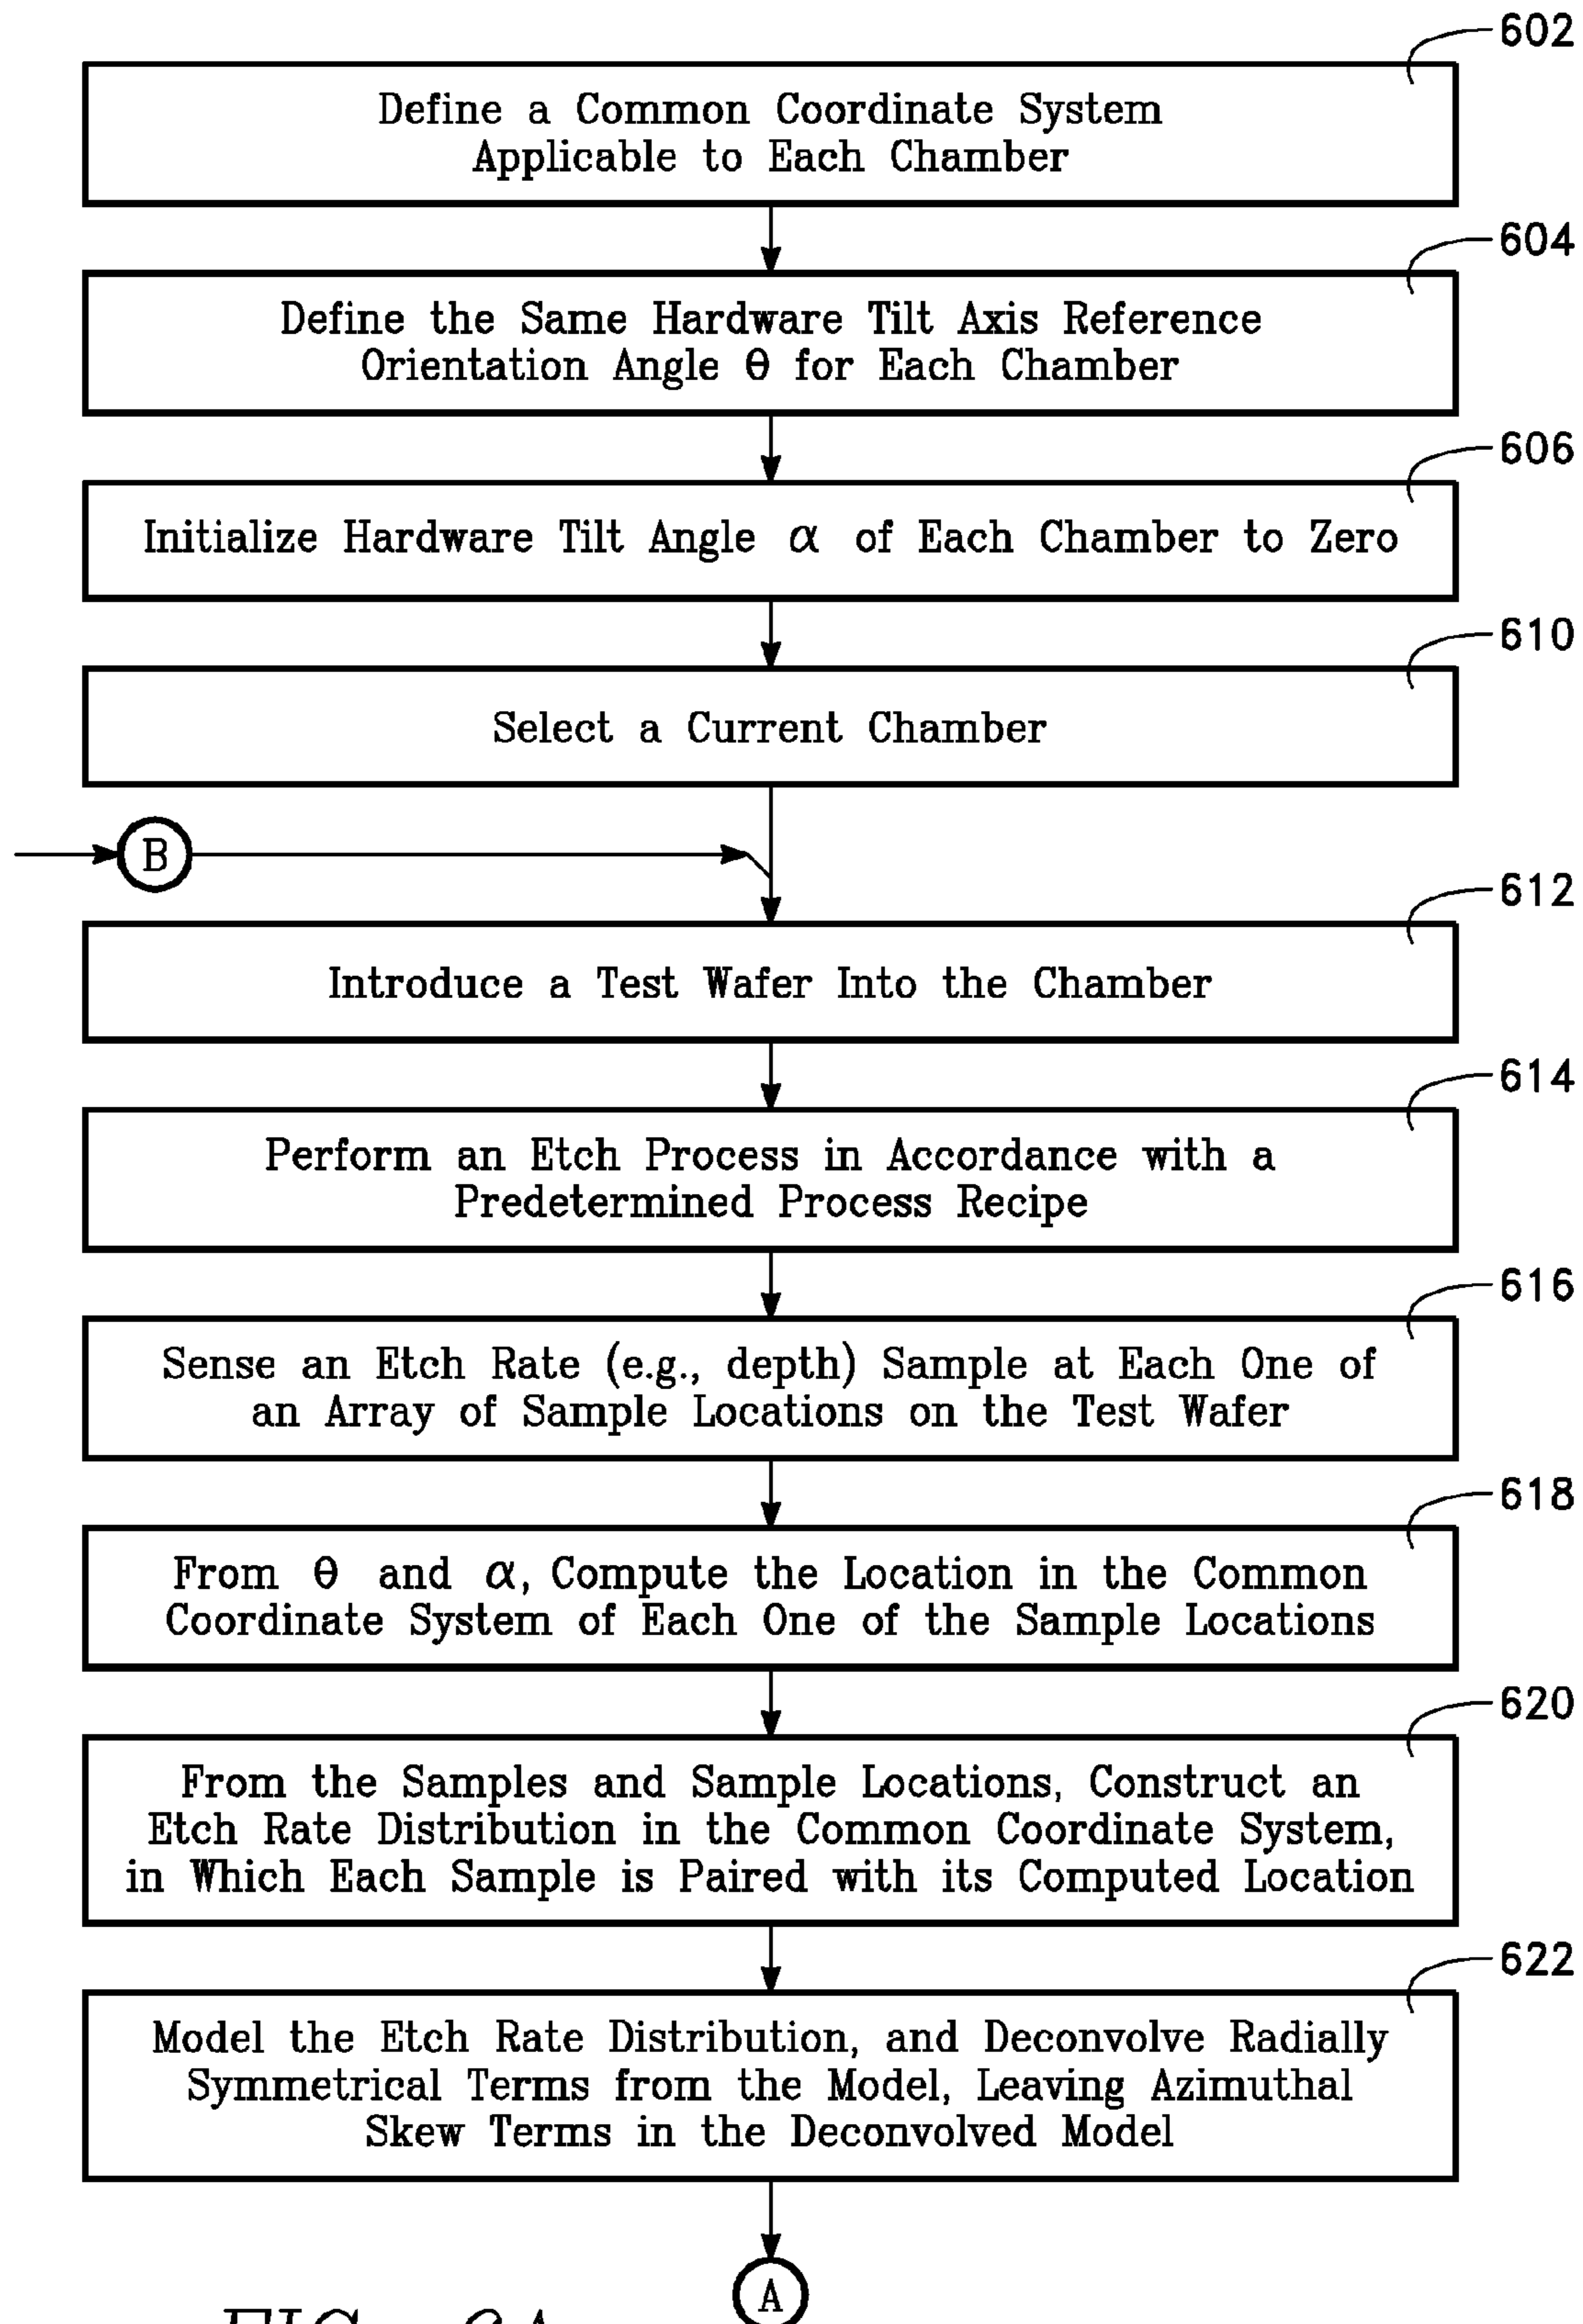 602
Define a Common Coordinate System
Applicable to Each Chamber
604
Define the Same Hardware Tilt Axis Reference
Orientation Angle θ for Each Chamber
606
Initialize Hardware Tilt Angle α of Each Chamber to Zero
610
Select a Current Chamber
B
612
Introduce a Test Wafer Into the Chamber
614
Perform an Etch Process in Accordance with a
Predetermined Process Recipe
616
Sense an Etch Rate (e.g., depth) Sample at Each One of
an Array of Sample Locations on the Test Wafer
618
From θ and α, Compute the Location in the Common
Coordinate System of Each One of the Sample Locations
620
From the Samples and Sample Locations, Construct an
Etch Rate Distribution in the Common Coordinate System,
in Which Each Sample is Paired with its Computed Location
622
Model the Etch Rate Distribution, and Deconvolve Radially
Symmetrical Terms from the Model, Leaving Azimuthal
Skew Terms in the Deconvolved Model
A